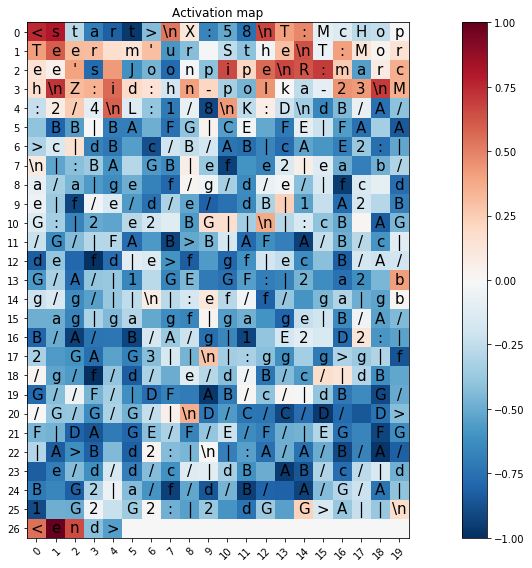 Activation map
0 < s t a r t > \n X : 5 8 \n T : M c H o p
1 T e e r   m ' u r   S t h e \n T : M o r
2 e e ' s   J o o n p i p e \n R : m a r c
3 h \n Z : i d : h n - p o l k a - 2 3 \n M
4 : 2 / 4 \n L : 1 / 8 \n K : D \n d B / A /
5   B B | B A   F G | C E   F E | F A   A
6 > c | d B   c / B / A B | c A   E 2 : |
7 \n | : B A   G B | e f   e 2 | e a   b /
8 a / a | g e   f / g / d / e / | f c   d
9 e | f / e / d / e /   d B | 1   A 2   B
10 G : | 2   e 2   B G | | \n | : c B   A G
11 / G / | F A   B > B | A F   A / B / c |
12 d e   f d | e > f   g f | e c   B / A /
13 G / A / | 1   G E   G F : | 2   a 2   b
14 g / g / | | \n | : e f / f /   g a | g b
15   a g | g a   g f | g a   g e | B / A /
16 B / A /   B / A / g | 1   E 2   D 2 : |
17 2   G A   G 3 | | \n | : g g   g > g | f
18 / g / f / d /   e / d / B / c / | d B
19 G / / F / | D F   A B / c / | d B   G /
20 / G / G / G / | \n D / C / C / D /   D >
21 F | D A   G E / F / E / F / | E G   F G
22 | A > B   d 2 : | \n | : A / A / B / A /
23   e / d / d / c / | d B   A B / c / | d
24 B   G 2 | a / f / d / B /   A / G / A |
25 1   G 2   G 2 : | 2   d G   G > A | | \n
26 < e n d >
0 1 2 3 4 5 6 7 8 9 10 11 12 13 14 15 16 17 18 19
1.00
0.75
0.50
0.25
0.00
−0.25
−0.50
−0.75
−1.00